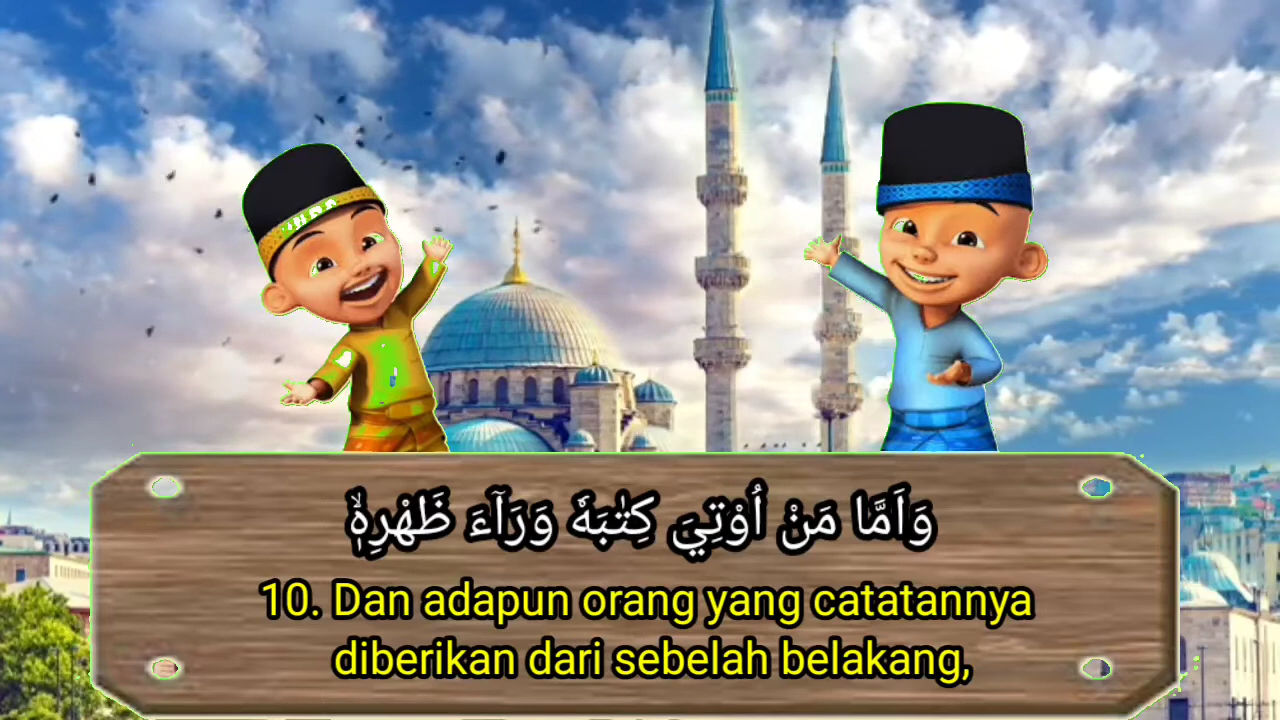 وَاَمَّا مَنْ اُوْتِيَ كِتٰبَهٗ وَرَاۤءَ ظَهْرِهٖۙ
10. Dan adapun orang yang catatannya
diberikan dari sebelah belakang,